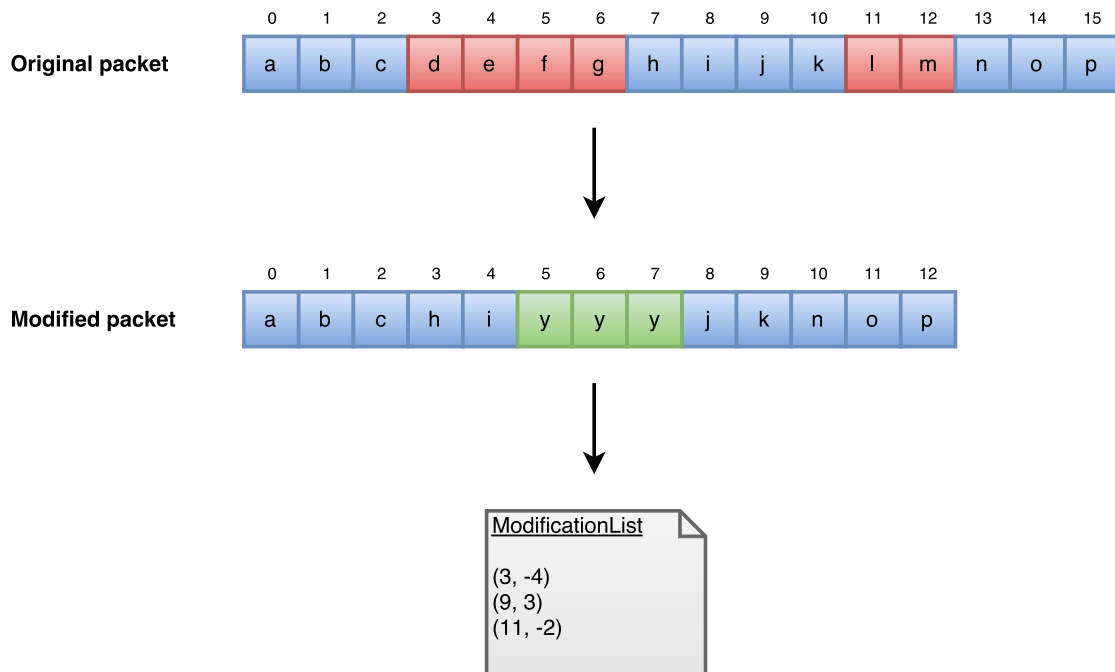 0 1 2 3 4 5 6 7 8 9 10 11 12 13 14 15
Original packet a b c d e f g h i j k l m n o p
0 1 2 3 4 5 6 7 8 9 10 11 12
Modified packet a b c h i y y y j k n o p
ModificationList
(3, -4)
(9, 3)
(11, -2)